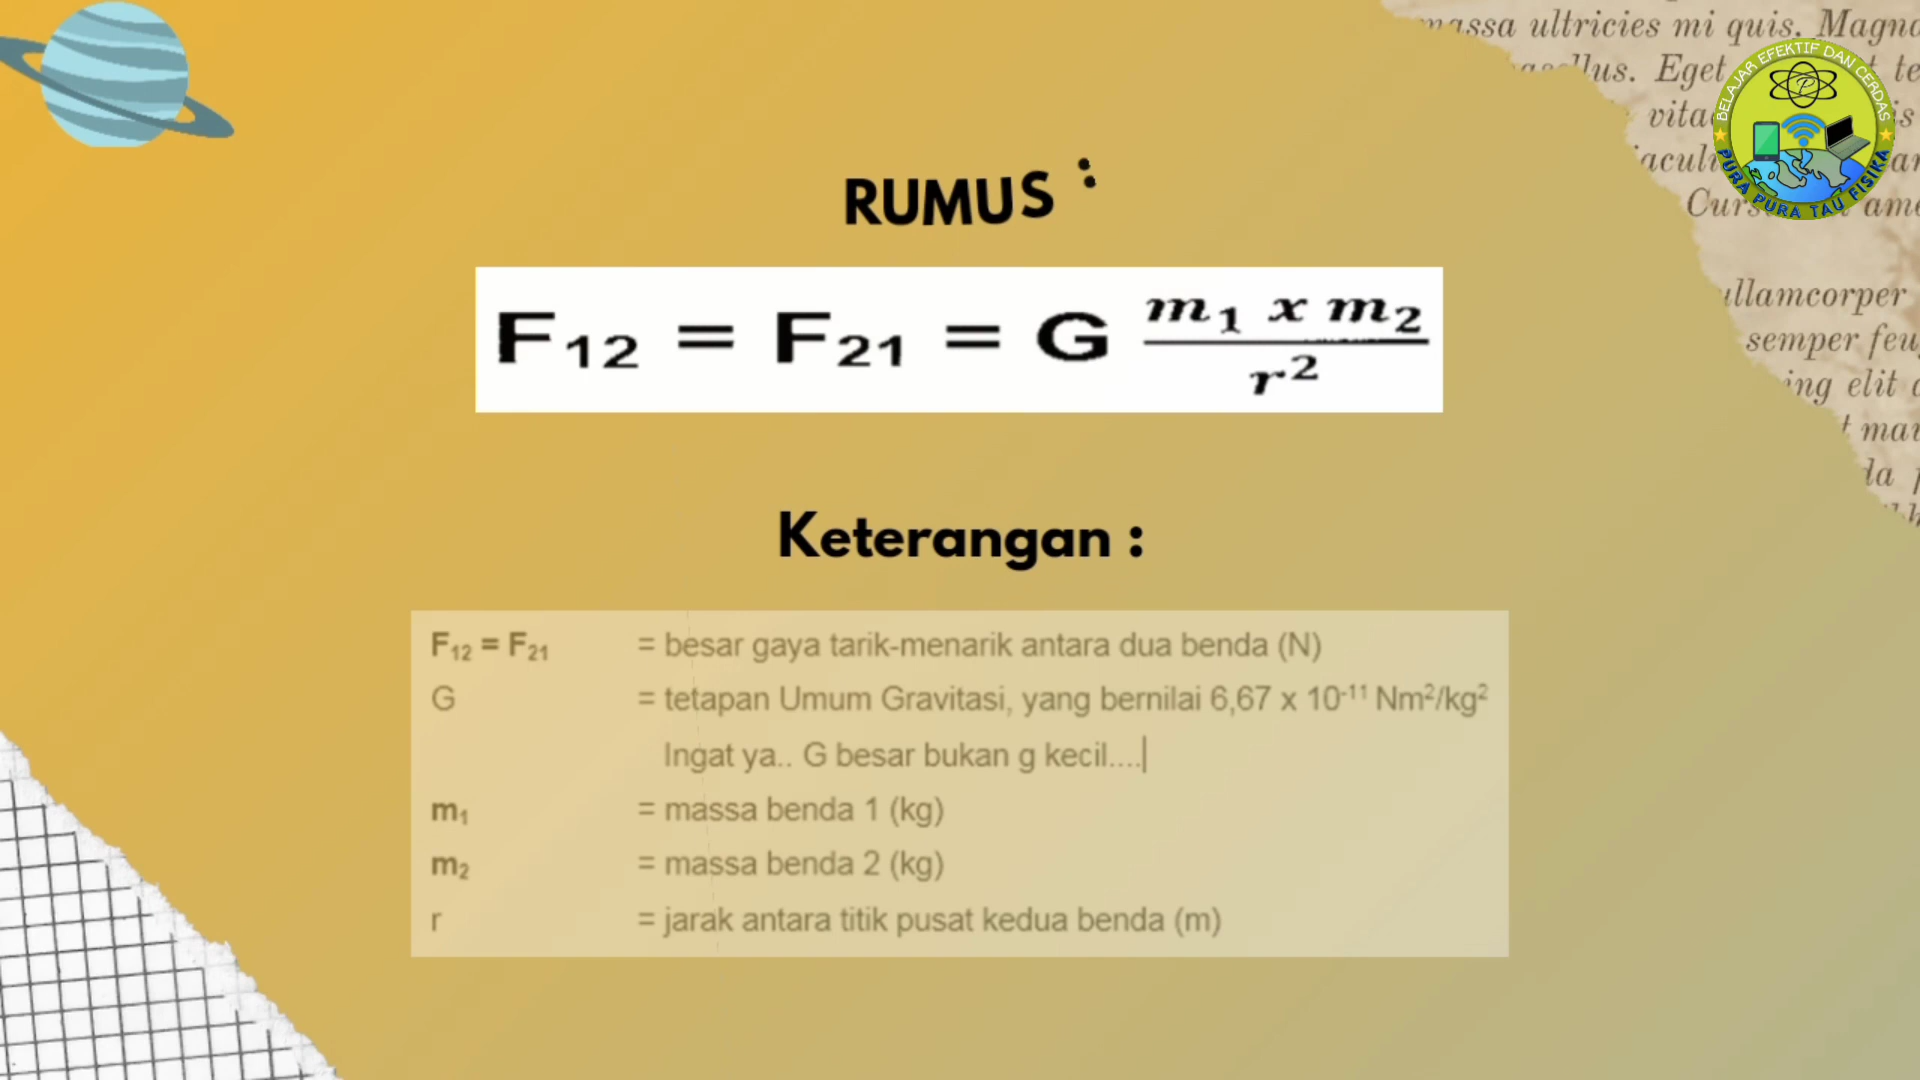 massa ultricies mi quis. Magna
Eget
BELAJAR EFEKTIF DAN CERDAS
PURA PURA TAU FISIKA
ullamcorper
semper
elit
RUMUS :
F₁₂ = F₂₁ = G m₁ x m₂ / r²
Keterangan :
F₁₂ = F₂₁ = besar gaya tarik-menarik antara dua benda (N)
G = tetapan Umum Gravitasi, yang bernilai 6,67 x 10⁻¹¹ Nm²/kg²
Ingat ya.. G besar bukan g kecil....
m₁ = massa benda 1 (kg)
m₂ = massa benda 2 (kg)
r = jarak antara titik pusat kedua benda (m)